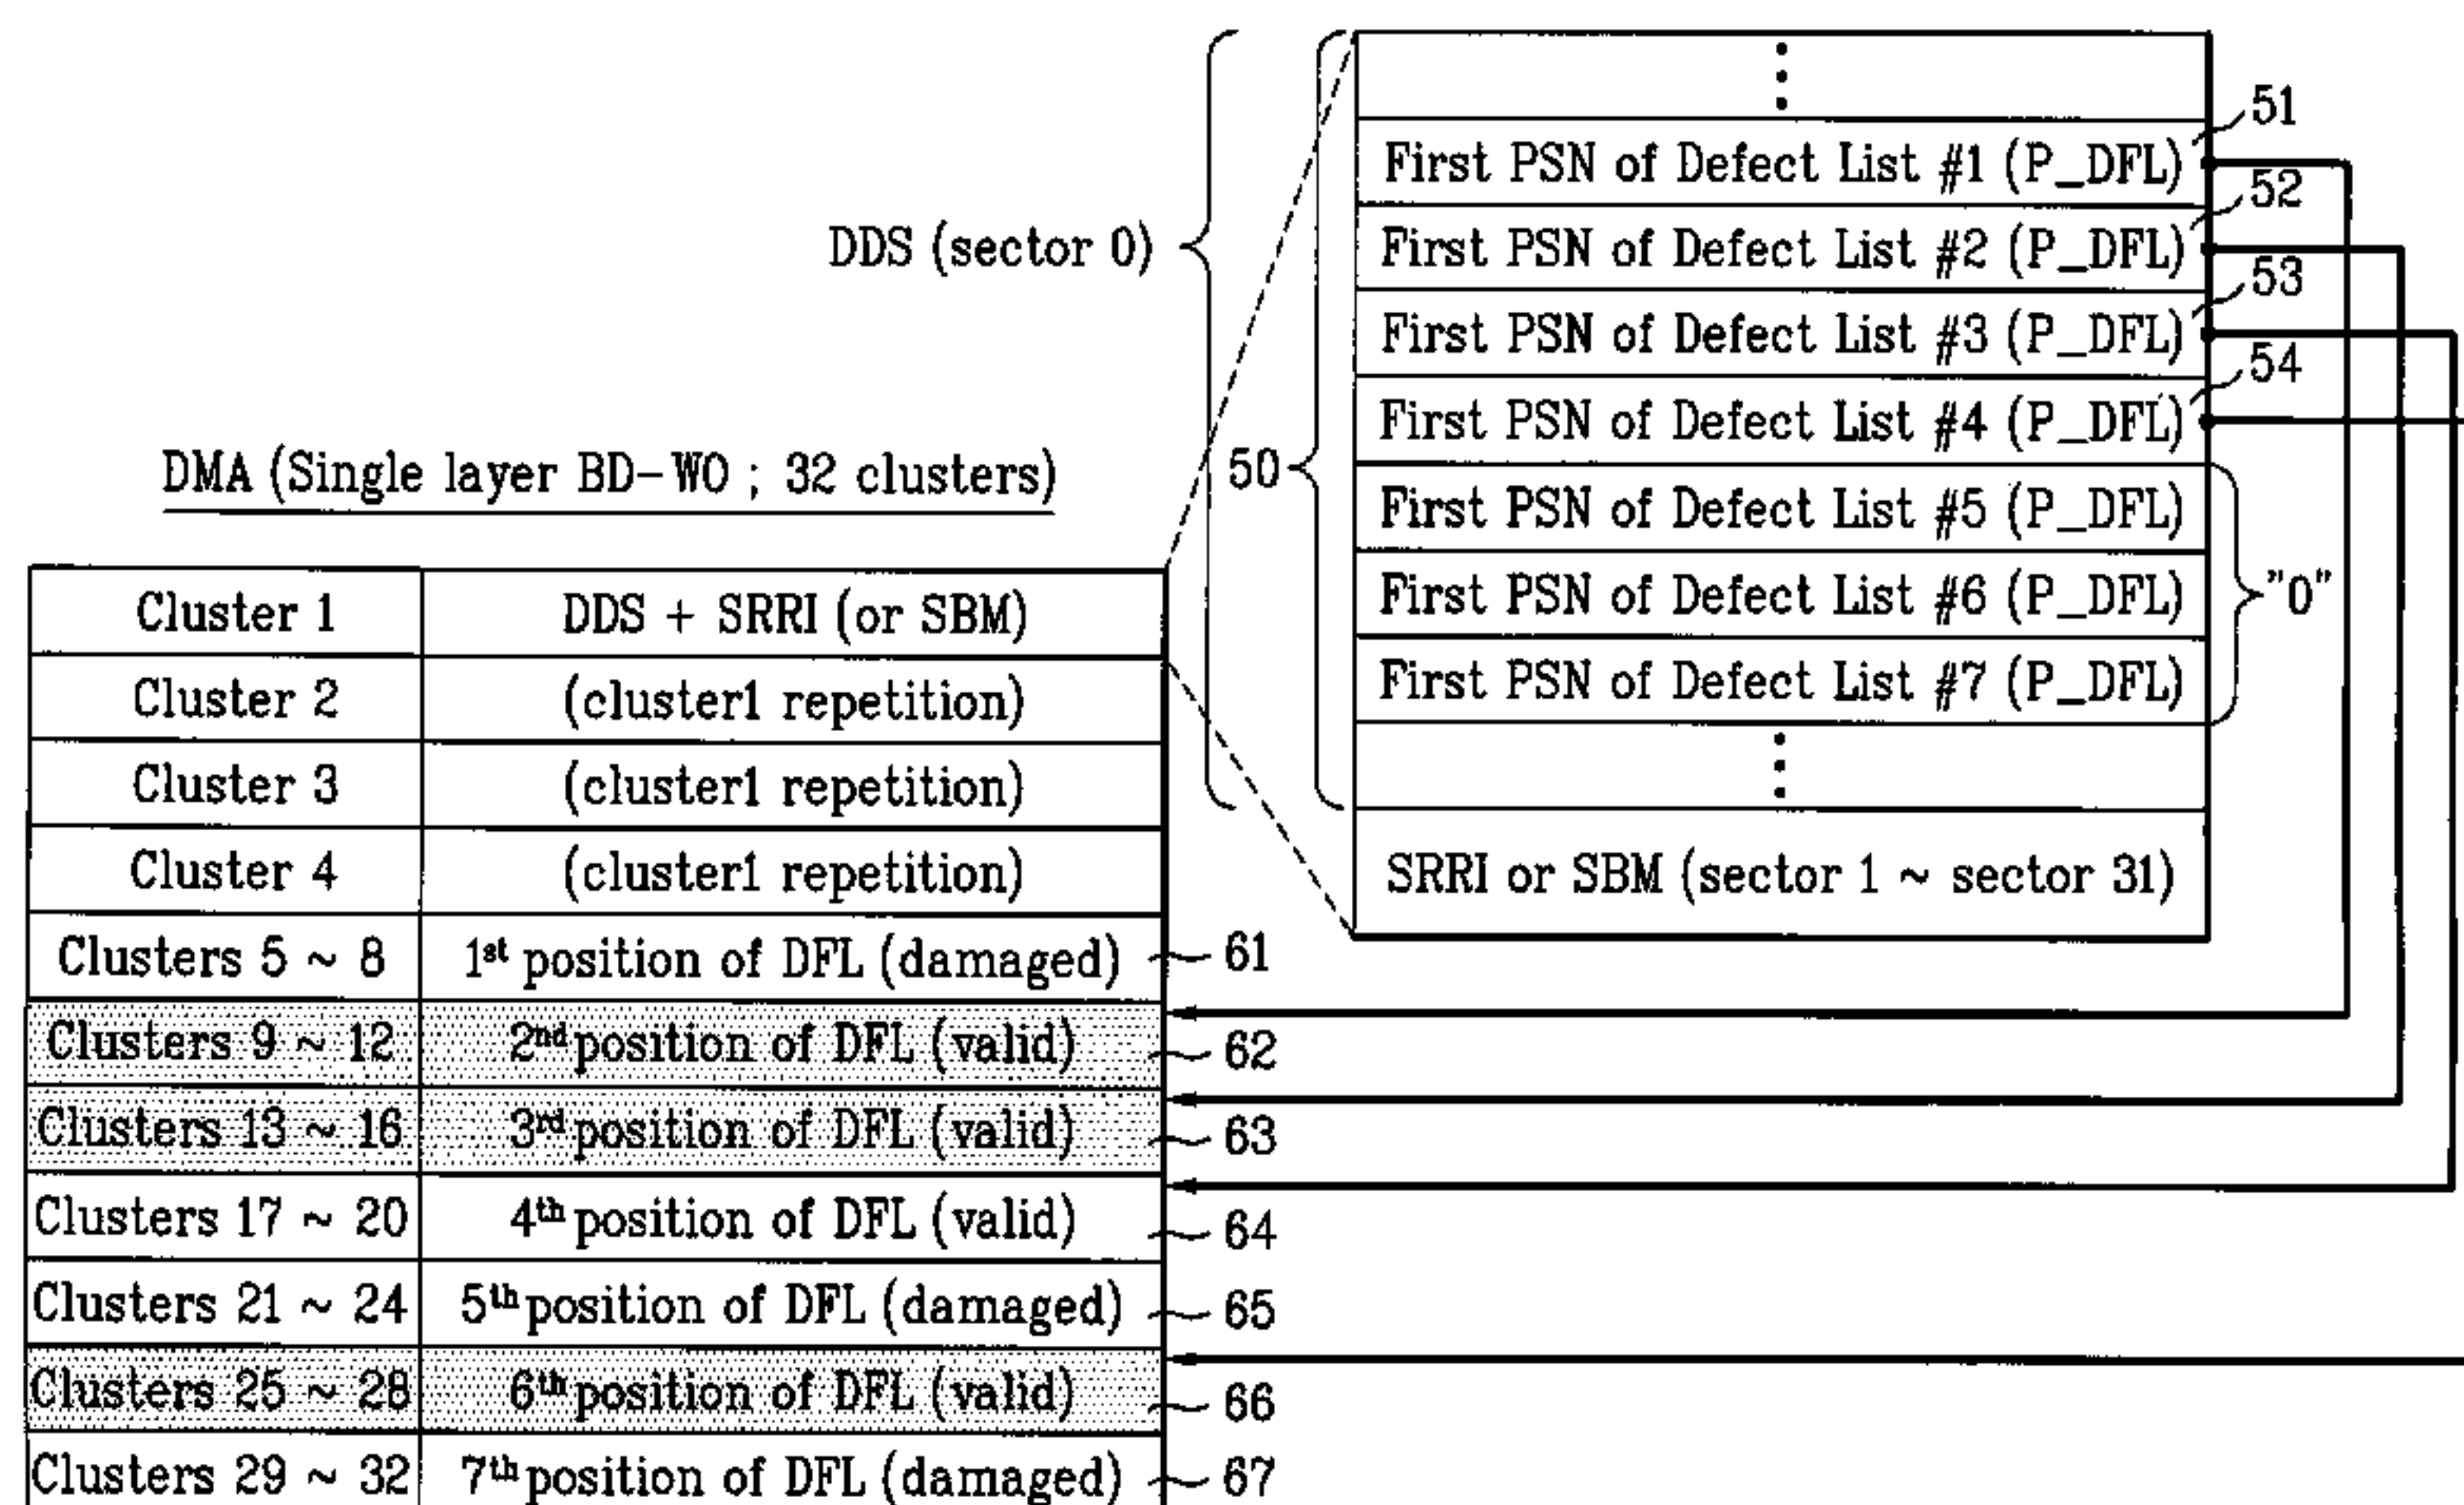 51
First PSN of Defect List #1 (P_DFL)
52
First PSN of Defect List #2 (P_DFL)
DDS (sector 0)
53
First PSN of Defect List #3 (P_DFL)
54
First PSN of Defect List #4 (P_DFL)
50
First PSN of Defect List #5 (P_DFL)
First PSN of Defect List #6 (P_DFL)
"0"
First PSN of Defect List #7 (P_DFL)
SRRI or SBM (sector 1 ~ sector 31)
DMA (Single layer BD-WO ; 32 clusters)
Cluster 1 DDS + SRRI (or SBM)
Cluster 2 (cluster1 repetition)
Cluster 3 (cluster1 repetition)
Cluster 4 (cluster1 repetition)
Clusters 5 ~ 8 1st position of DFL (damaged) 61
Clusters 9 ~ 12 2nd position of DFL (valid) 62
Clusters 13 ~ 16 3rd position of DFL (valid) 63
Clusters 17 ~ 20 4th position of DFL (valid) 64
Clusters 21 ~ 24 5th position of DFL (damaged) 65
Clusters 25 ~ 28 6th position of DFL (valid) 66
Clusters 29 ~ 32 7th position of DFL (damaged) 67